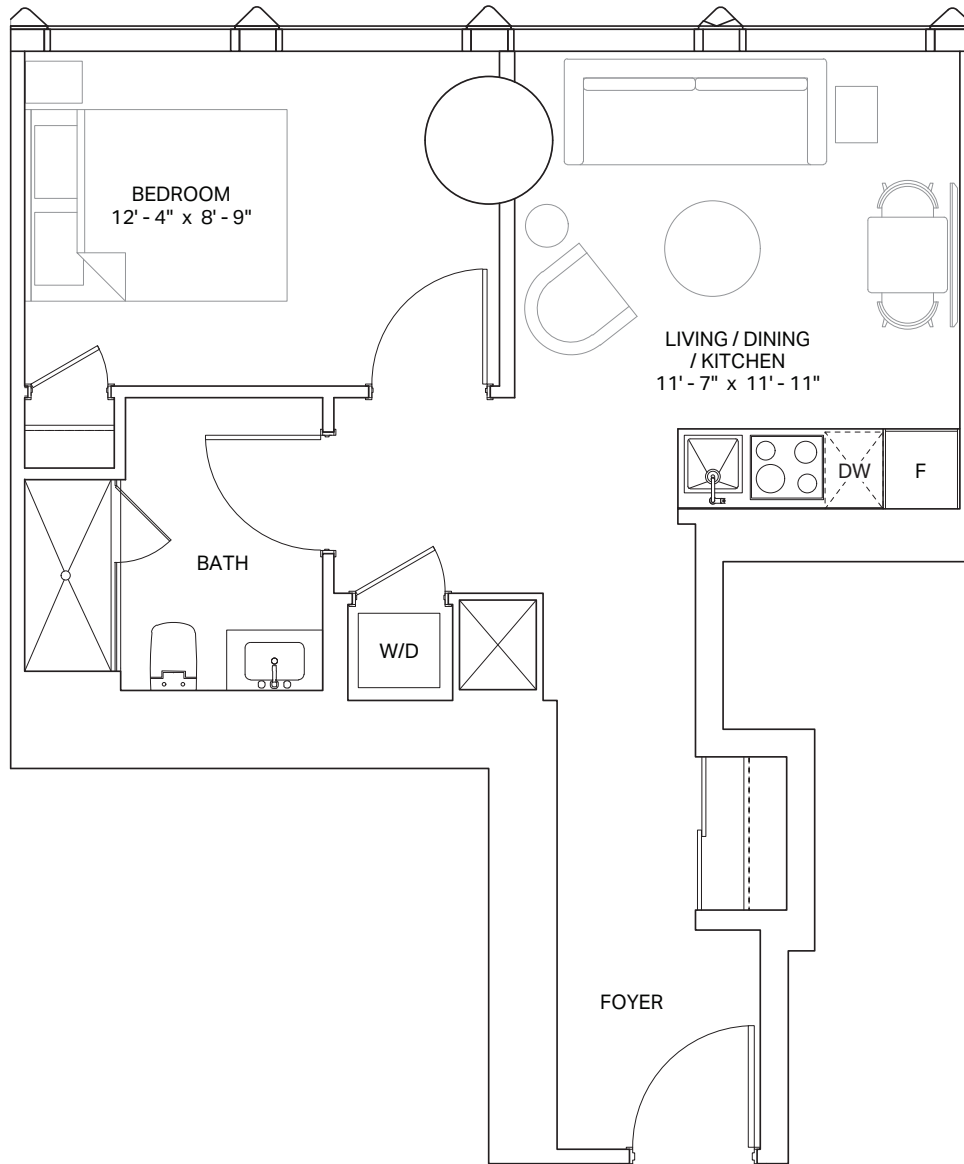 BEDROOM
12' - 4" x 8' - 9"
LIVING / DINING
/ KITCHEN
11' - 7" x 11' - 11"
DW
F
BATH
W/D
FOYER